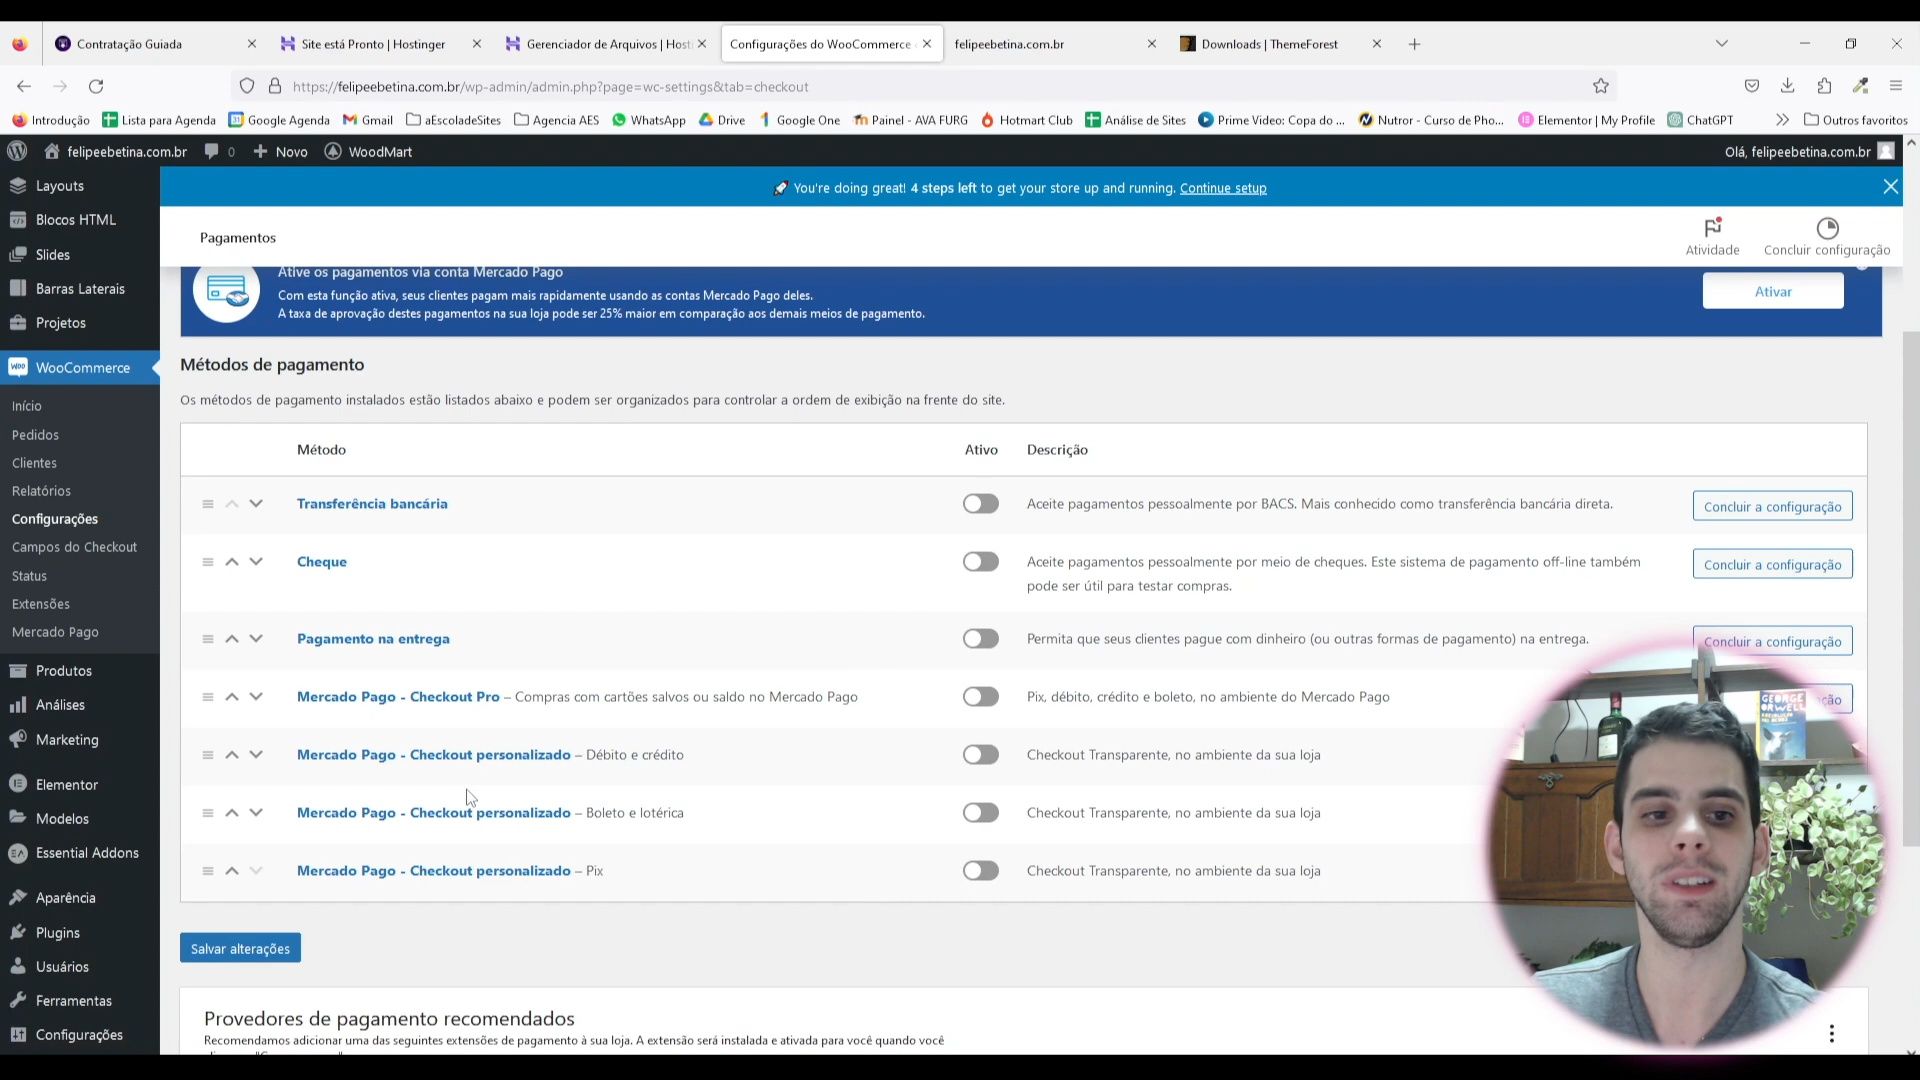 Contratação Guiada
Site está Pronto | Hostinger
Gerenciador de Arquivos | Host
Configurações do WooCommerce
felipeebetina.com.br
Downloads | ThemeForest
https://felipeebetina.com.br/wp-admin/admin.php?page=wc-settings&tab=checkout
Introdução
Lista para Agenda
Google Agenda
Gmail
aEscoladeSites
Agencia AES
WhatsApp
Drive
Google One
Painel - AVA FURG
Hotmart Club
Análise de Sites
Prime Video: Copa do ...
Nutror - Curso de Pho...
Elementor | My Profile
ChatGPT
Outros favoritos
felipeebetina.com.br
0
Novo
WoodMart
Olá, felipeebetina.com.br
Layouts
Blocos HTML
Slides
Barras Laterais
Projetos
WooCommerce
Início
Pedidos
Clientes
Relatórios
Configurações
Campos do Checkout
Status
Extensões
Mercado Pago
Produtos
Análises
Marketing
Elementor
Modelos
Essential Addons
Aparência
Plugins
Usuários
Ferramentas
Configurações
You're doing great! 4 steps left to get your store up and running. Continue setup
Pagamentos
Atividade
Concluir configuração
Ative os pagamentos via conta Mercado Pago
Com esta função ativa, seus clientes pagam mais rapidamente usando as contas Mercado Pago deles.
A taxa de aprovação destes pagamentos na sua loja pode ser 25% maior em comparação aos demais meios de pagamento.
Ativar
Métodos de pagamento
Os métodos de pagamento instalados estão listados abaixo e podem ser organizados para controlar a ordem de exibição na frente do site.
Método
Ativo
Descrição
Transferência bancária
Aceite pagamentos pessoalmente por BACS. Mais conhecido como transferência bancária direta.
Concluir a configuração
Cheque
Aceite pagamentos pessoalmente por meio de cheques. Este sistema de pagamento off-line também
pode ser útil para testar compras.
Concluir a configuração
Pagamento na entrega
Permita que seus clientes pague com dinheiro (ou outras formas de pagamento) na entrega.
Concluir a configuração
Mercado Pago - Checkout Pro – Compras com cartões salvos ou saldo no Mercado Pago
Pix, débito, crédito e boleto, no ambiente do Mercado Pago
Mercado Pago - Checkout personalizado – Débito e crédito
Checkout Transparente, no ambiente da sua loja
Mercado Pago - Checkout personalizado – Boleto e lotérica
Checkout Transparente, no ambiente da sua loja
Mercado Pago - Checkout personalizado – Pix
Checkout Transparente, no ambiente da sua loja
Salvar alterações
Provedores de pagamento recomendados
Recomendamos adicionar uma das seguintes extensões de pagamento à sua loja. A extensão será instalada e ativada para você quando você
GEORGE
ORWELL